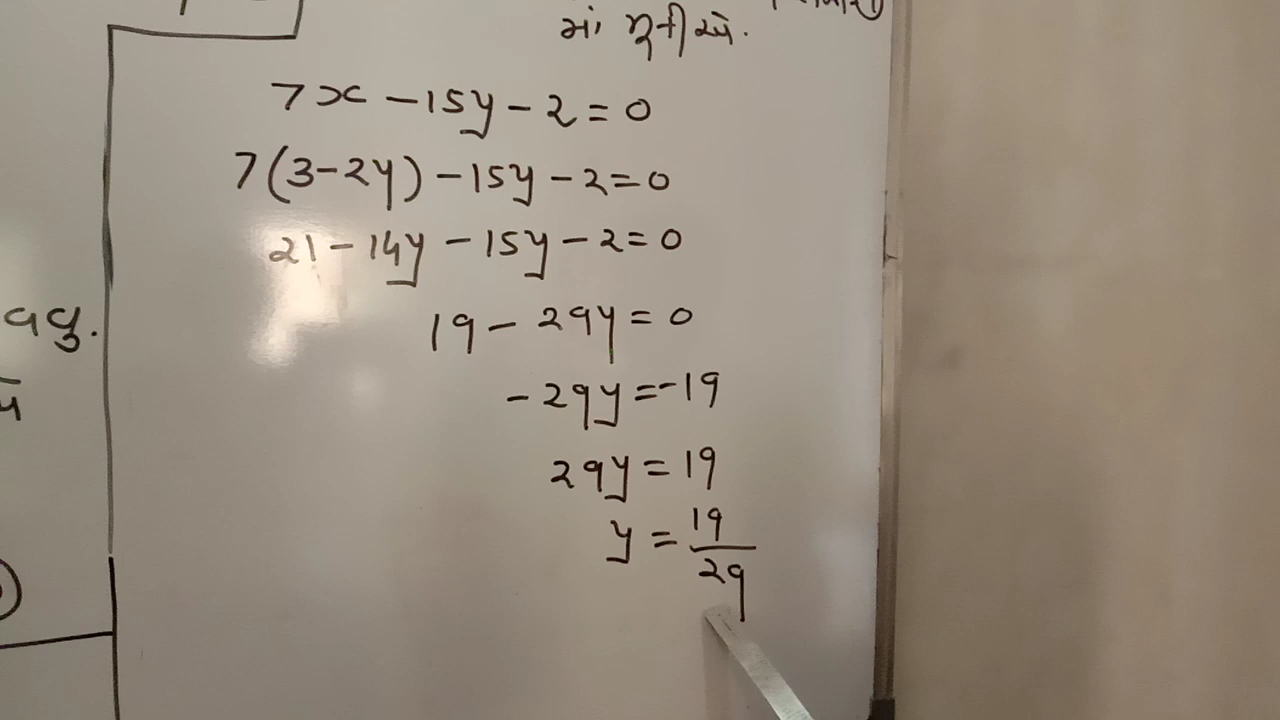 માં મૂકીએ.
7x - 15y - 2 = 0
7(3-2y) - 15y - 2 = 0
21 - 14y - 15y - 2 = 0
19 - 29y = 0
-29y = -19
29y = 19
y = 19/29